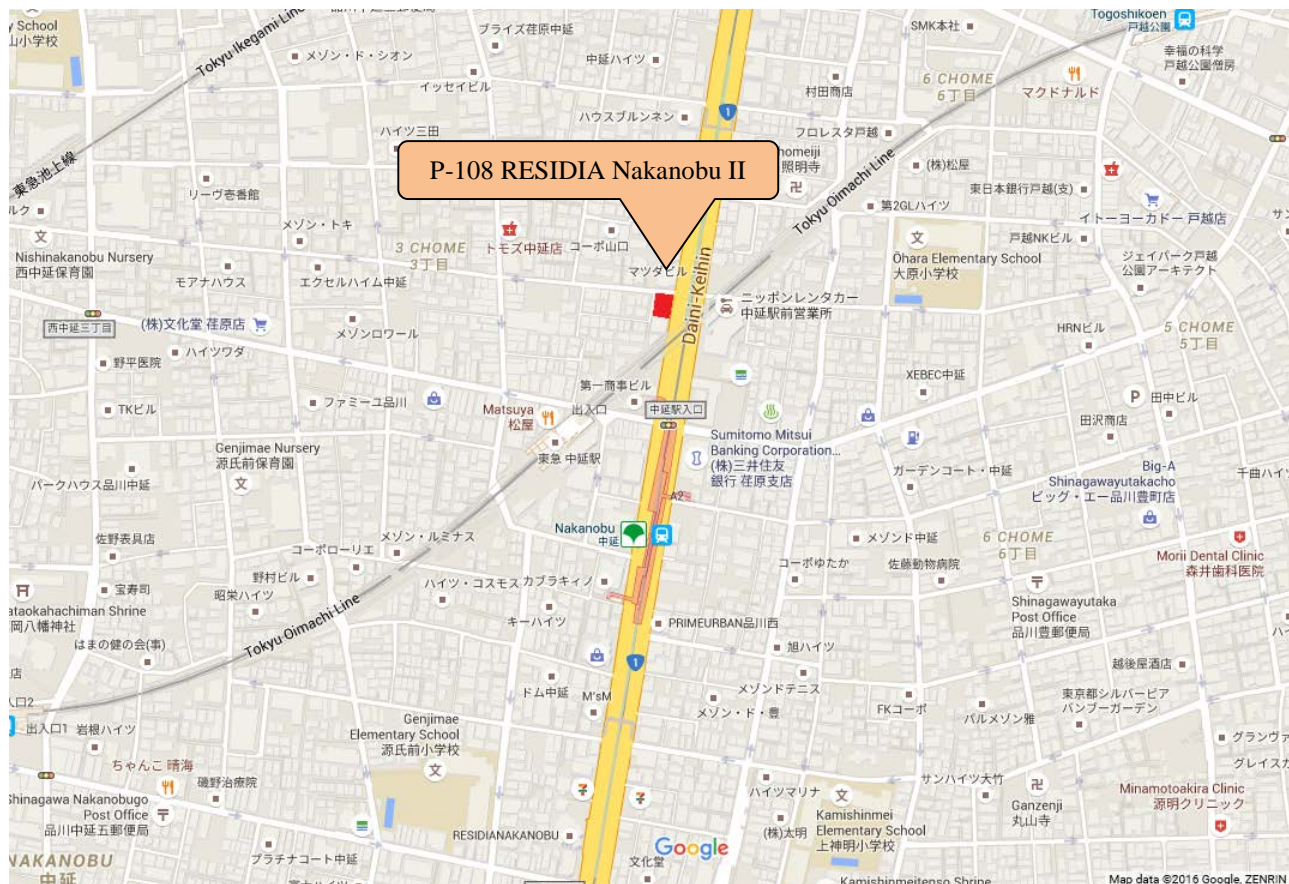 y School
山小学校
Tokyu Ikegami Line
ブライズ荏原中延
SMK本社
Togoshikoen
戸越公園
幸福の科学
戸越公園僧房
メゾン・ド・シオン
中延ハイツ
イッセイビル
村田商店
6 CHOME
6丁目
マクドナルド
1
ハウスブルンネン
ハイツ三田
フロレスタ戸越
東急池上線
P-108 RESIDIA Nakanobu II
homeiji
照明寺
(株)松屋
東日本銀行戸越(支)
リーヴ壱番館
Tokyu Oimachi Line
第2GLハイツ
イトーヨーカドー 戸越店
ルク
メゾン・トキ
3 CHOME
3丁目
トモズ中延店
コーポ山口
戸越NKビル
Nishinakanobu Nursery
西中延保育園
Ohara Elementary School
大原小学校
ジェイパーク戸越
公園アーキテクト
モアナハウス
エクセルハイム中延
マツダビル
Daini-Keihin
ニッポンレンタカー
中延駅前営業所
西中延三丁目
(株)文化堂 荏原店
メゾンロワール
HRNビル
5 CHOME
5丁目
野平医院
ハイツワダ
第一商事ビル
XEBEC中延
TKビル
ファミーユ品川
Matsuya
松屋
出入口
中延駅入口
P
田中ビル
田沢商店
Sumitomo Mitsui
Banking Corporation...
(株)三井住友
銀行 荏原支店
Genjimae Nursery
源氏前保育園
東急 中延駅
ガーデンコート・中延
Big-A
Shinagawayutakacho
ビッグ・エー品川豊町店
千曲ハイツ
パークハウス品川中延
A2
Nakanobu
中延
佐野表具店
メゾン・ルミナス
メゾンド中延
6 CHOME
6丁目
コーポローリエ
コーポゆたか
佐藤動物病院
Morii Dental Clinic
森井歯科医院
宝寿司
野村ビル
昭栄ハイツ
ハイツ・コスモス
カブラキィノ
ataokahachiman Shrine
岡八幡神社
キーハイツ
PRIMEURBAN品川西
Shinagawayutaka
Post Office
品川豊郵便局
はまの健の会(事)
Tokyu Oimachi Line
旭ハイツ
越後屋酒店
1
ドム中延
メゾンドテニス
東京都シルバーピア
バンブーガーデン
入口2
M'sM
メゾン・ド・豊
FKコーポ
パルメゾン雅
出入口1
岩根ハイツ
Genjimae
Elementary School
源氏前小学校
グランヴァ
グレイスカ
ちゃんこ 晴海
磯野治療院
ハイツマリナ
サンハイツ大竹
Minamotoakira Clinic
源明クリニック
Shinagawa Nakanobugo
Post Office
品川中延五郵便局
Kamishinmei
Elementary School
上神明小学校
Ganzenji
丸山寺
RESIDIANAKANOBU
(株)太明
Google
NAKANOBU
中延
プラチナコート中延
文化堂
Kamishinmeitenso Shrine
Map data ©2016 Google, ZENRIN